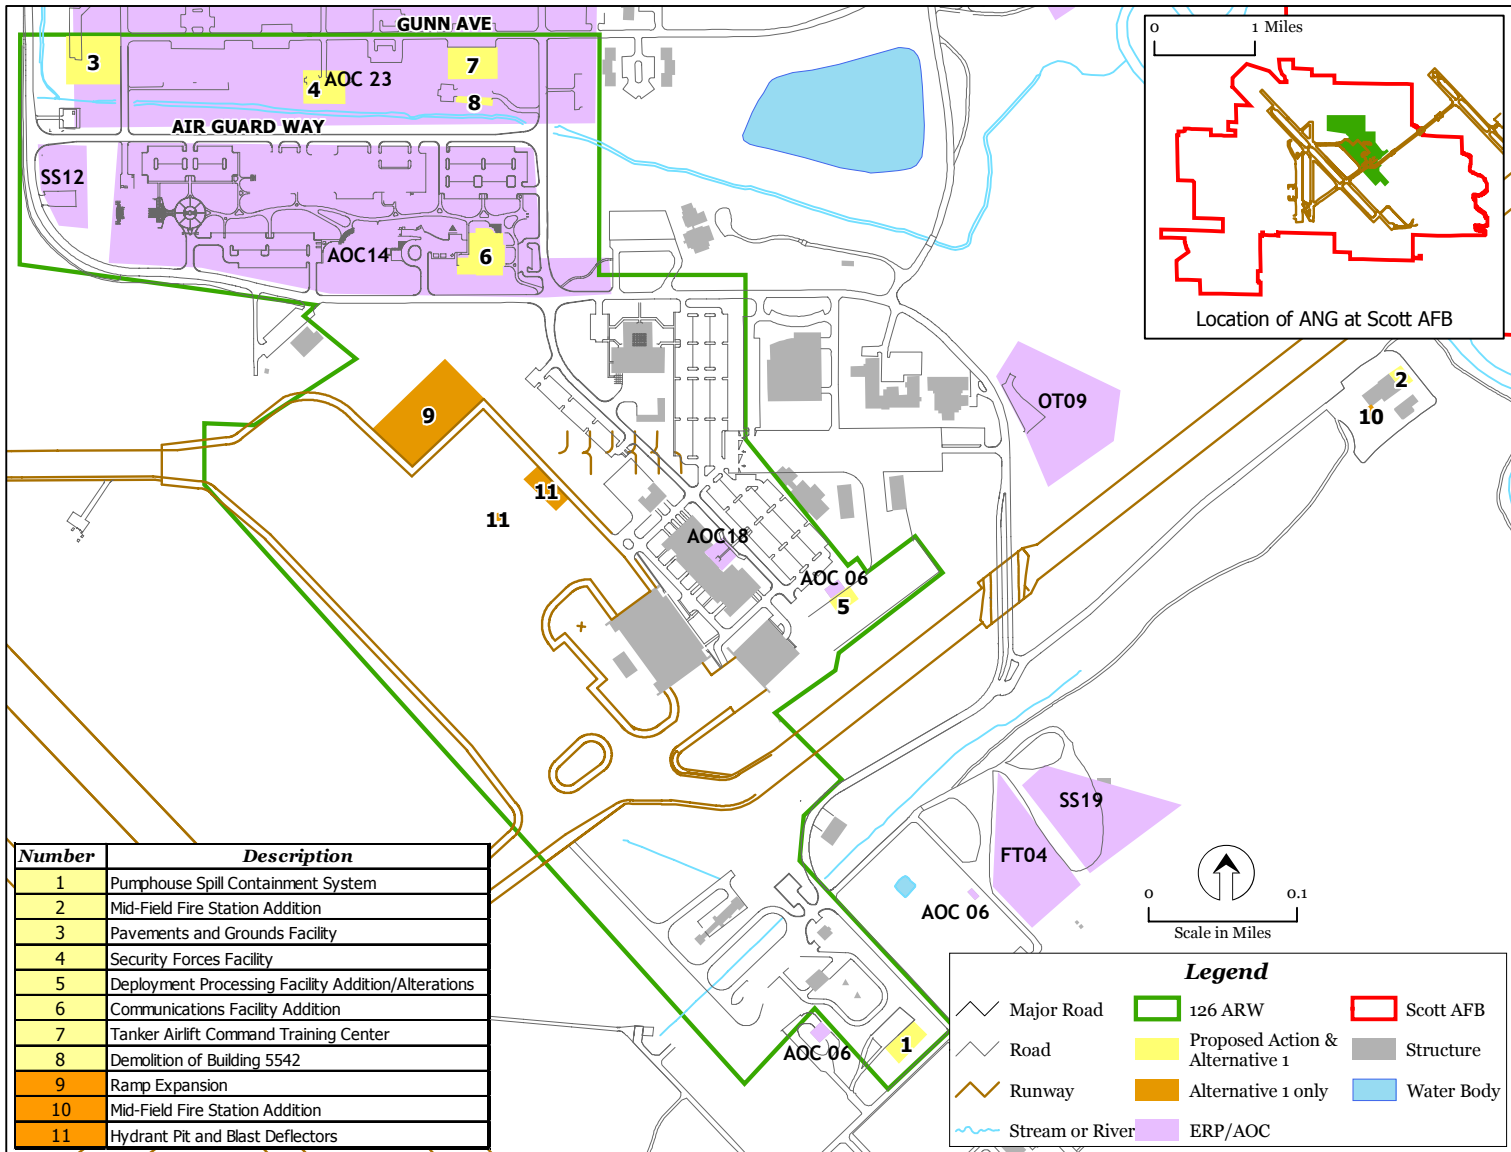 GUNN AVE
0 1 Miles
Location of ANG at Scott AFB
3
4
AOC 23
7
8
AIR GUARD WAY
SS12
AOC14
6
9
OT09
2
10
11
11
AOC18
AOC 06
5
SS19
FT04
AOC 06
AOC 06
1
0 0.1
Scale in Miles
Number Description
1 Pumphouse Spill Containment System
2 Mid-Field Fire Station Addition
3 Pavements and Grounds Facility
4 Security Forces Facility
5 Deployment Processing Facility Addition/Alterations
6 Communications Facility Addition
7 Tanker Airlift Command Training Center
8 Demolition of Building 5542
9 Ramp Expansion
10 Mid-Field Fire Station Addition
11 Hydrant Pit and Blast Deflectors
Legend
Major Road
Road
Runway
Stream or River
126 ARW
Proposed Action &
Alternative 1
Alternative 1 only
ERP/AOC
Scott AFB
Structure
Water Body